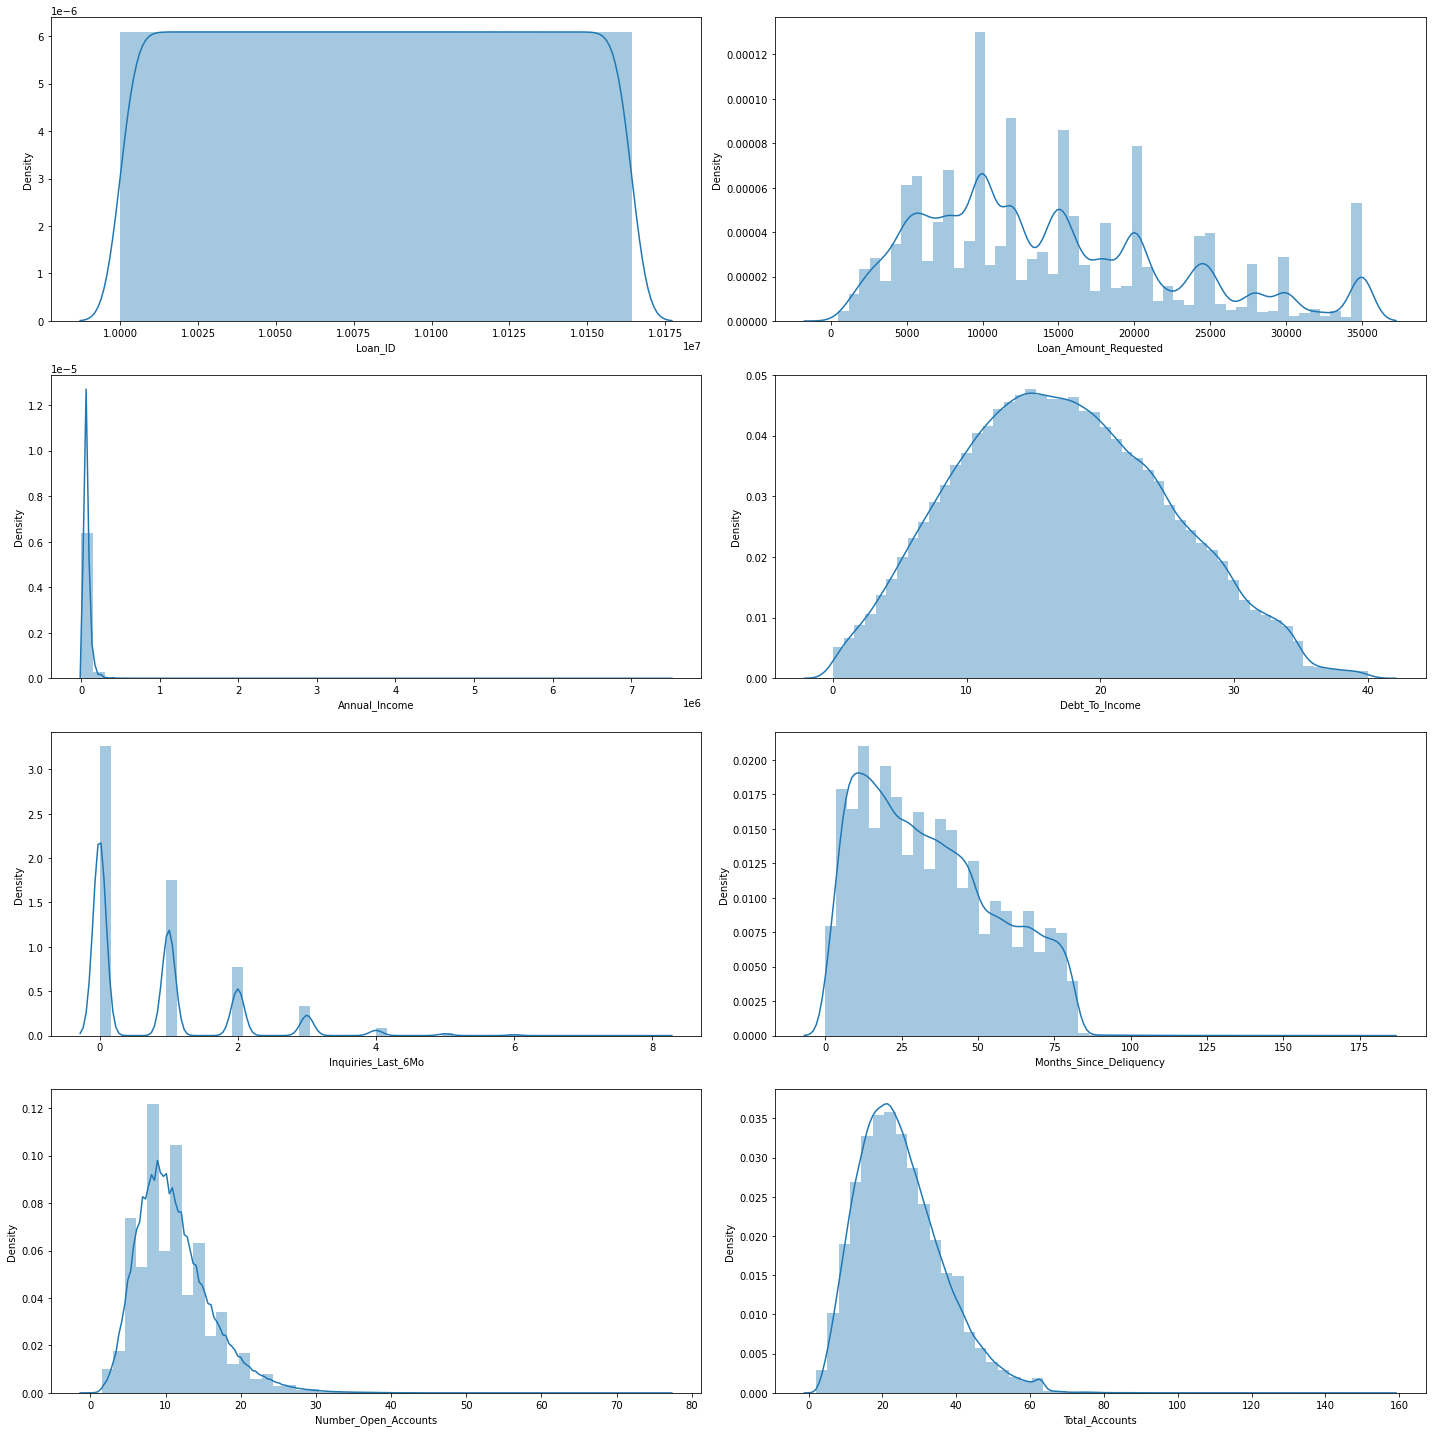 1e−6
6
5
4
3
2
1
0
Density
1.0000 1.0025 1.0050 1.0075 1.0100 1.0125 1.0150 1.0175
1e7
Loan_ID
0.00012
0.00010
0.00008
0.00006
0.00004
0.00002
0.00000
Density
0 5000 10000 15000 20000 25000 30000 35000
Loan_Amount_Requested
1e−5
1.2
1.0
0.8
0.6
0.4
0.2
0.0
Density
0 1 2 3 4 5 6 7
1e6
Annual_Income
0.05
0.04
0.03
0.02
0.01
0.00
Density
0 10 20 30 40
Debt_To_Income
3.0
2.5
2.0
1.5
1.0
0.5
0.0
Density
0 2 4 6 8
Inquiries_Last_6Mo
0.0200
0.0175
0.0150
0.0125
0.0100
0.0075
0.0050
0.0025
0.0000
Density
0 25 50 75 100 125 150 175
Months_Since_Deliquency
0.12
0.10
0.08
0.06
0.04
0.02
0.00
Density
0 10 20 30 40 50 60 70 80
Number_Open_Accounts
0.035
0.030
0.025
0.020
0.015
0.010
0.005
0.000
Density
0 20 40 60 80 100 120 140 160
Total_Accounts